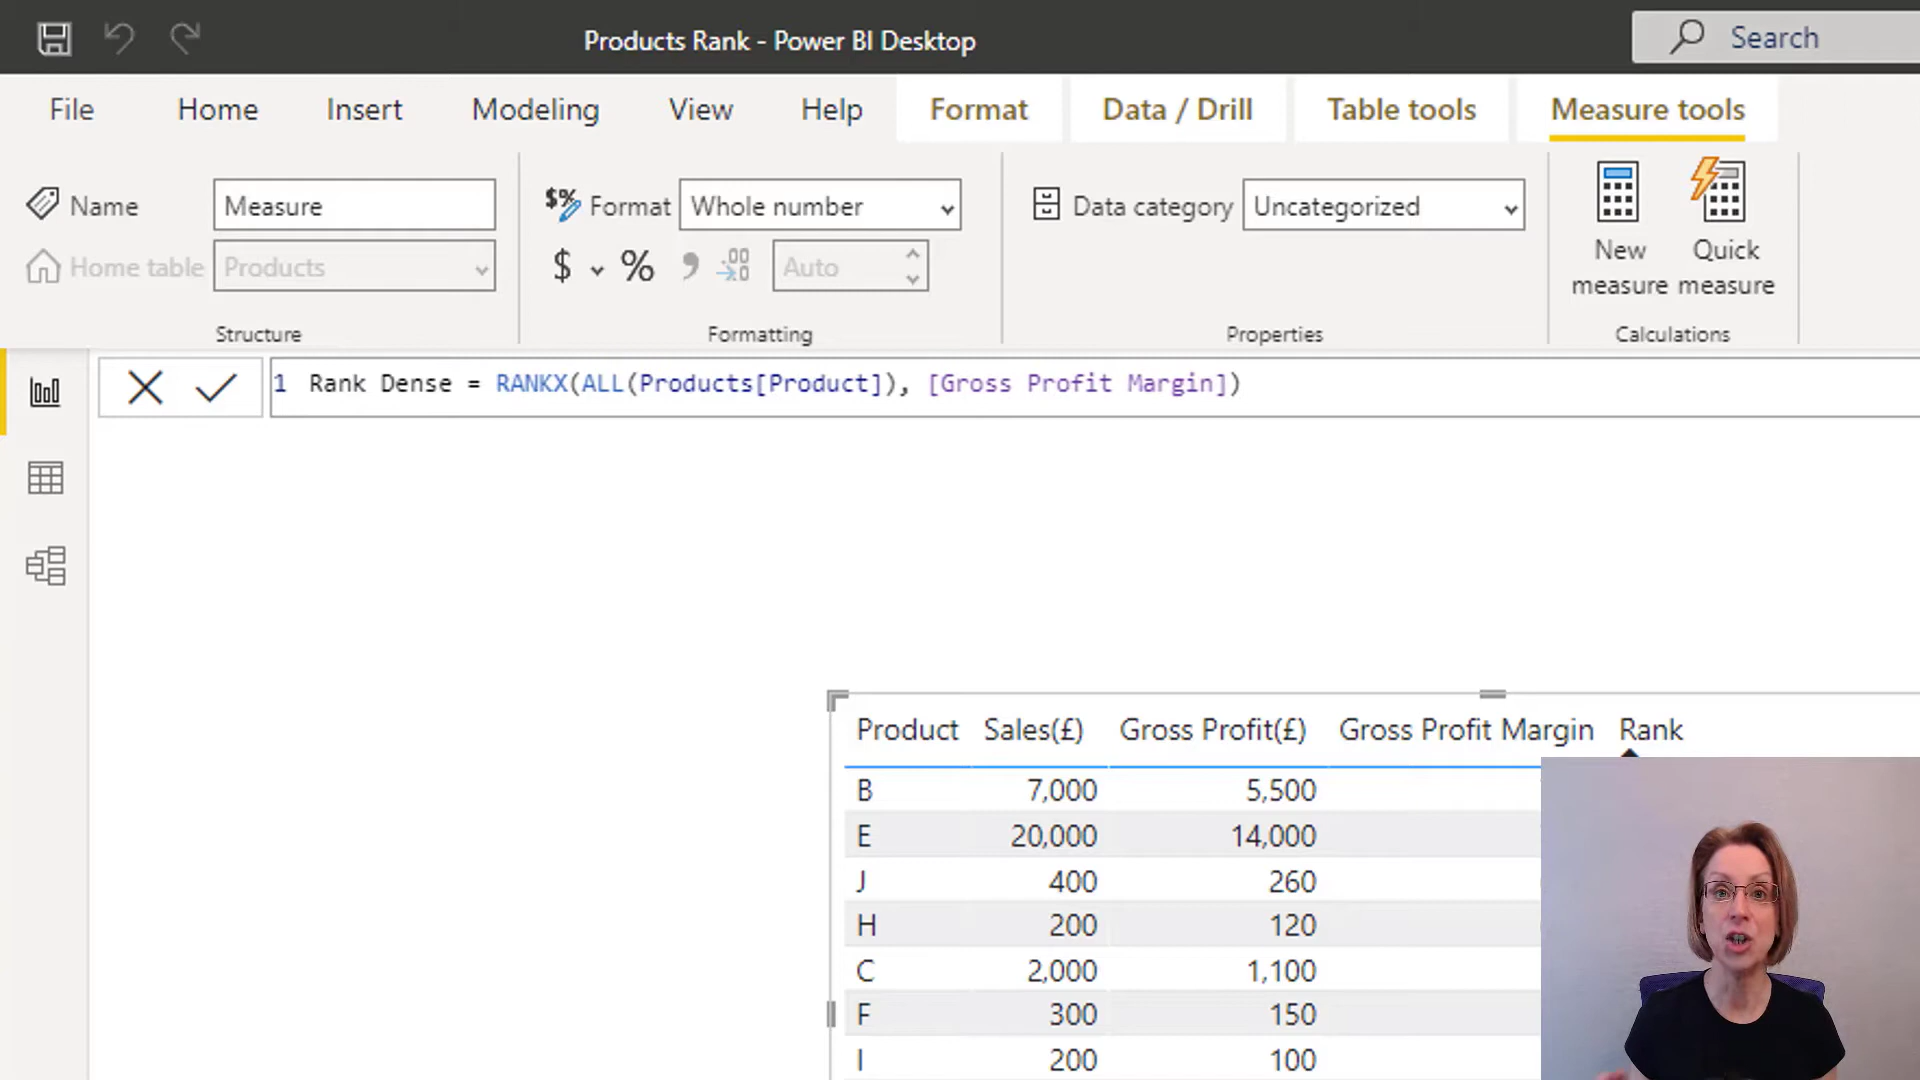 Products Rank - Power BI Desktop
Search
File Home Insert Modeling View Help Format Data / Drill Table tools Measure tools
Name Measure
$% Format Whole number
Data category Uncategorized
Home table Products
$ % , .00 →.0 Auto
New measure
Quick measure
Structure Formatting Properties Calculations
1 Rank Dense = RANKX(ALL(Products[Product]), [Gross Profit Margin])
Product Sales(£) Gross Profit(£) Gross Profit Margin Rank
B 7,000 5,500
E 20,000 14,000
J 400 260
H 200 120
C 2,000 1,100
F 300 150
I 200 100